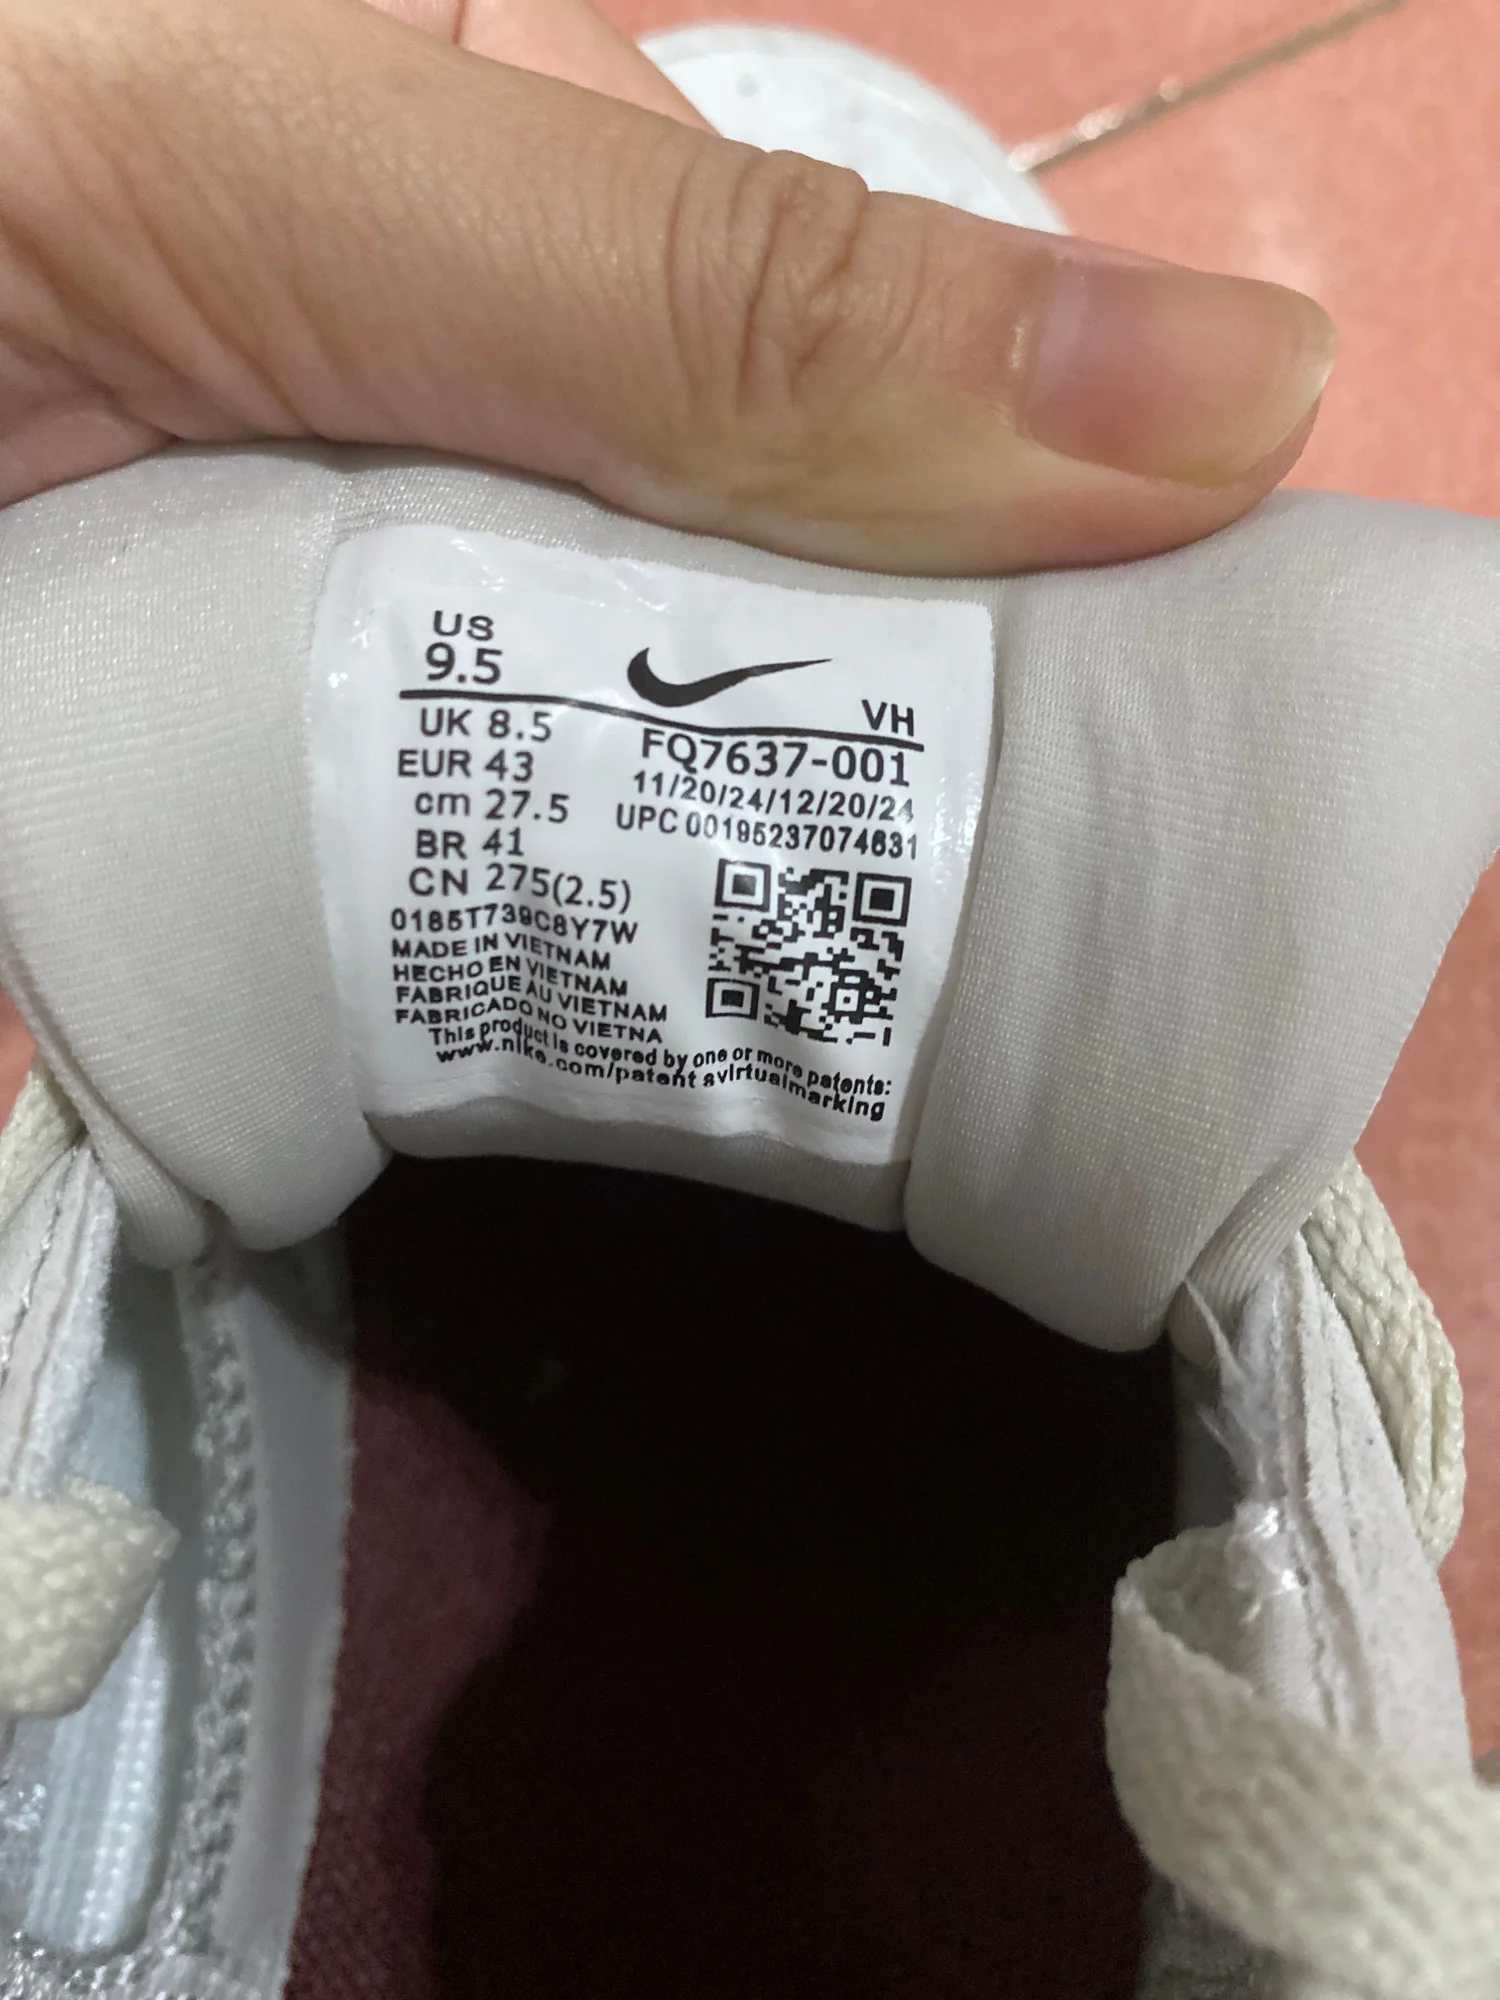 US
9.5
VH
UK 8.5
FQ7637-001
EUR 43
11/20/24/12/20/24
cm 27.5
UPC 00195237074631
BR 41
CN 275(2.5)
0185T739C8Y7W
MADE IN VIETNAM
HECHO EN VIETNAM
FABRIQUE AU VIETNAM
FABRICADO NO VIETNA
This product is covered by one or more patents:
www.nike.com/patent svirtualmarking